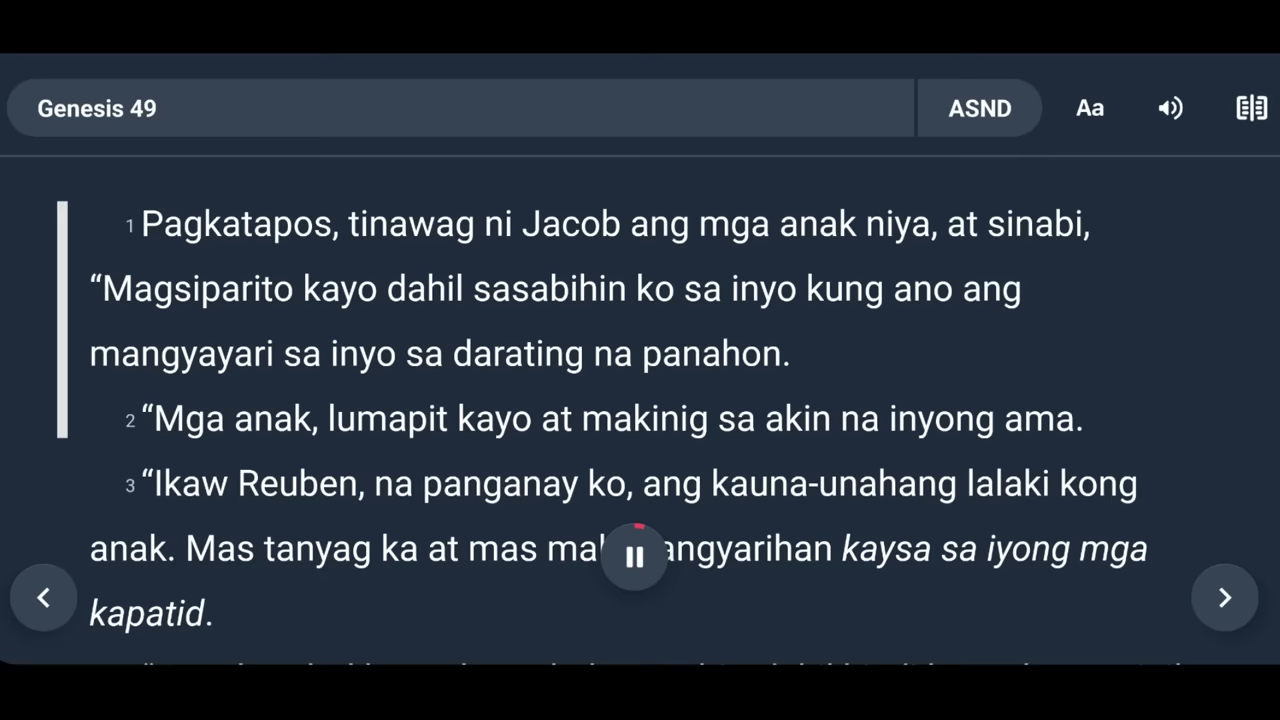 Genesis 49 ASND Aa
1 Pagkatapos, tinawag ni Jacob ang mga anak niya, at sinabi,
“Magsiparito kayo dahil sasabihin ko sa inyo kung ano ang
mangyayari sa inyo sa darating na panahon.
2 “Mga anak, lumapit kayo at makinig sa akin na inyong ama.
3 “Ikaw Reuben, na panganay ko, ang kauna-unahang lalaki kong
anak. Mas tanyag ka at mas kaysa sa iyong mga
kapatid.